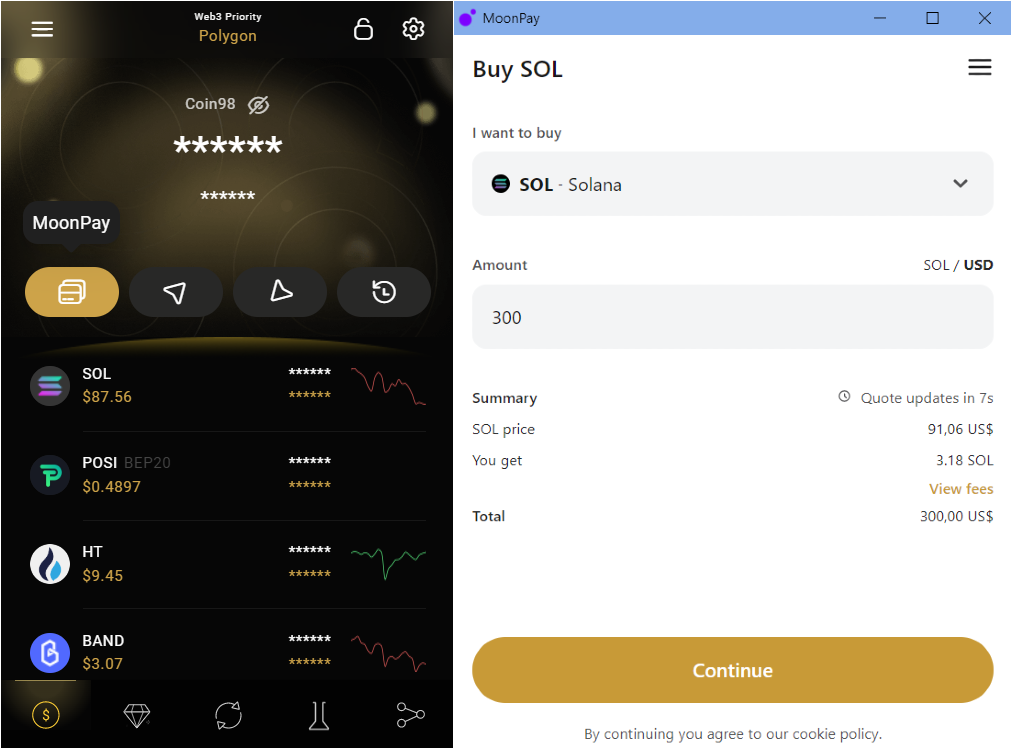 Web3 Priority
Polygon
Coin98
******
******
MoonPay
SOL
$87.56
******
******
POSI BEP20
$0.4897
******
******
HT
$9.45
******
******
BAND
$3.07
******
******
MoonPay
Buy SOL
I want to buy
SOL - Solana
Amount
SOL / USD
300
Summary
Quote updates in 7s
SOL price
91,06 US$
You get
3.18 SOL
View fees
Total
300,00 US$
Continue
By continuing you agree to our cookie policy.